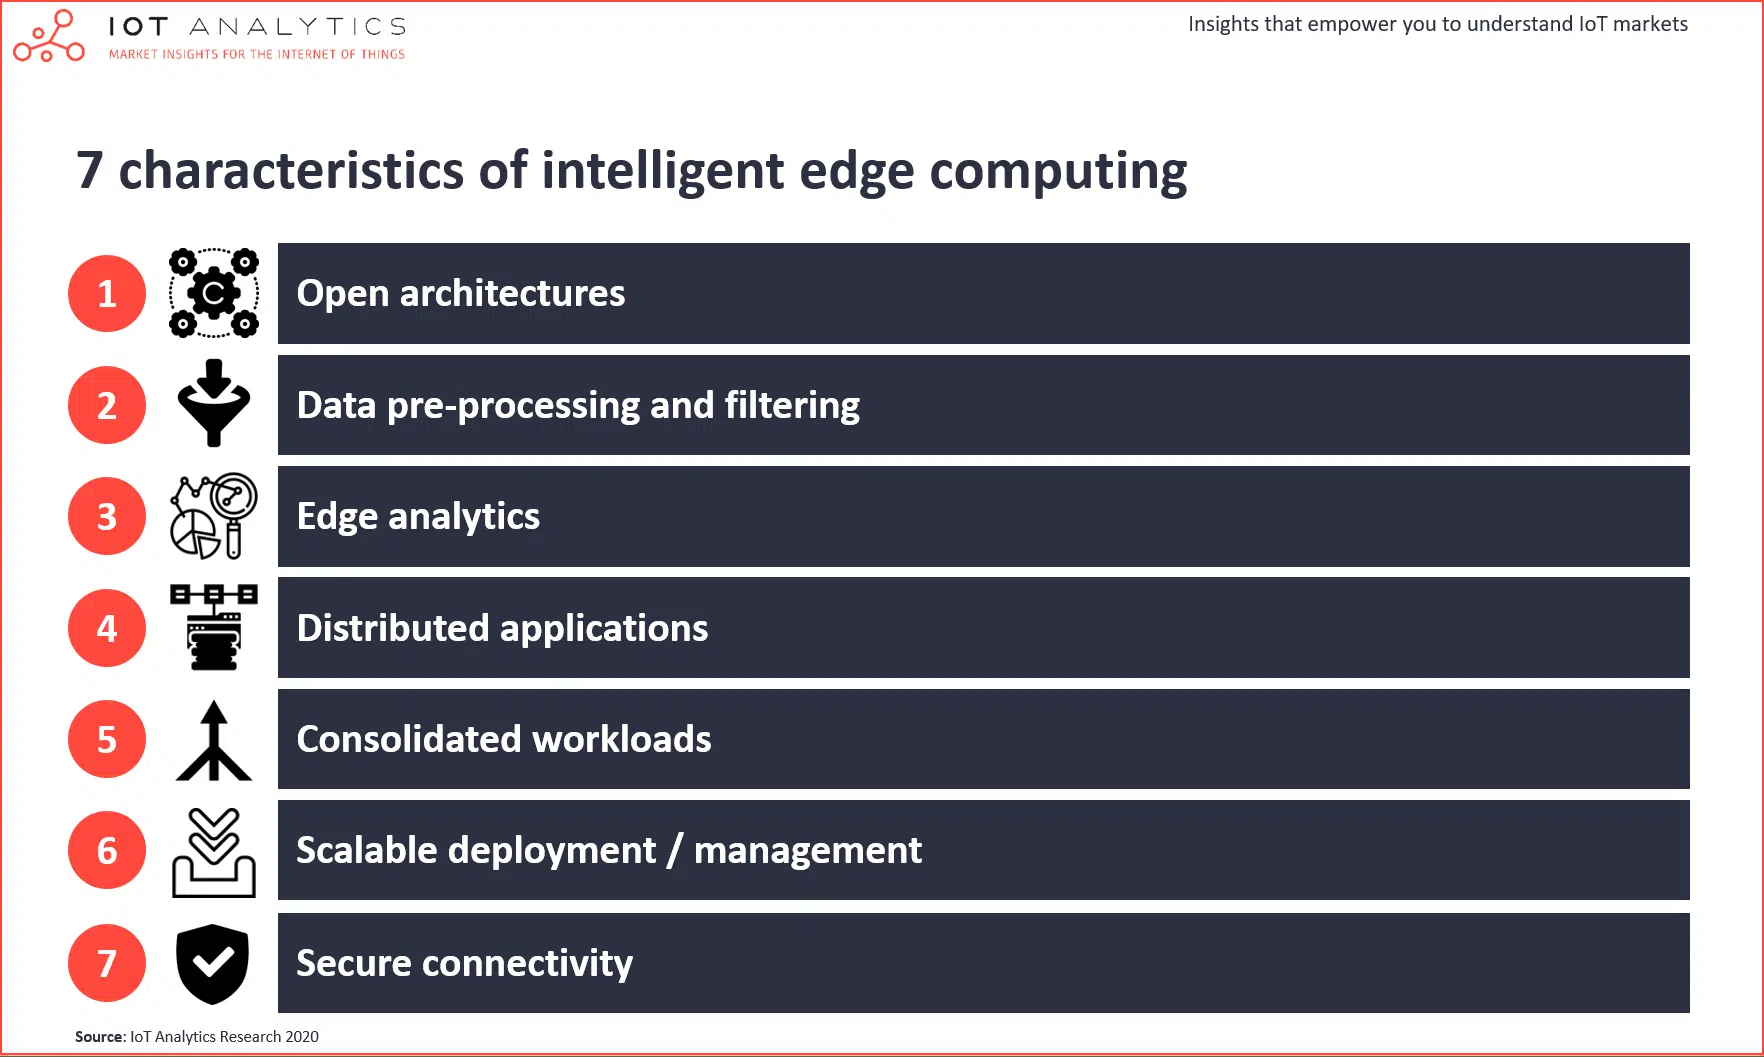 IOT ANALYTICS
MARKET INSIGHTS FOR THE INTERNET OF THINGS
Insights that empower you to understand IoT markets
7 characteristics of intelligent edge computing
1 Open architectures
2 Data pre-processing and filtering
3 Edge analytics
4 Distributed applications
5 Consolidated workloads
6 Scalable deployment / management
7 Secure connectivity
Source: IoT Analytics Research 2020